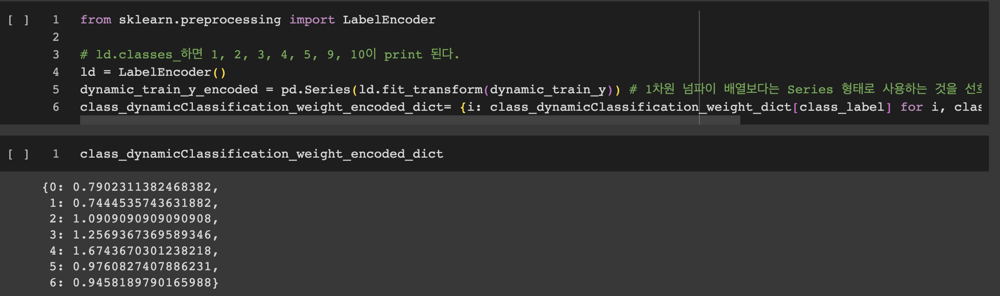 [ ] 1 from sklearn.preprocessing import LabelEncoder
2
3 # ld.classes_하면 1, 2, 3, 4, 5, 9, 10이 print 된다.
4 ld = LabelEncoder()
5 dynamic_train_y_encoded = pd.Series(ld.fit_transform(dynamic_train_y)) # 1차원 넘파이 배열보다는 Series 형태로 사용하는 것을
6 class_dynamicClassification_weight_encoded_dict= {i: class_dynamicClassification_weight_dict[class_label] for i,
[ ] 1 class_dynamicClassification_weight_encoded_dict
{0: 0.7902311382468382,
1: 0.7444535743631882,
2: 1.0909090909090908,
3: 1.2569367369589346,
4: 1.6743670301238218,
5: 0.9760827407886231,
6: 0.9458189790165988}